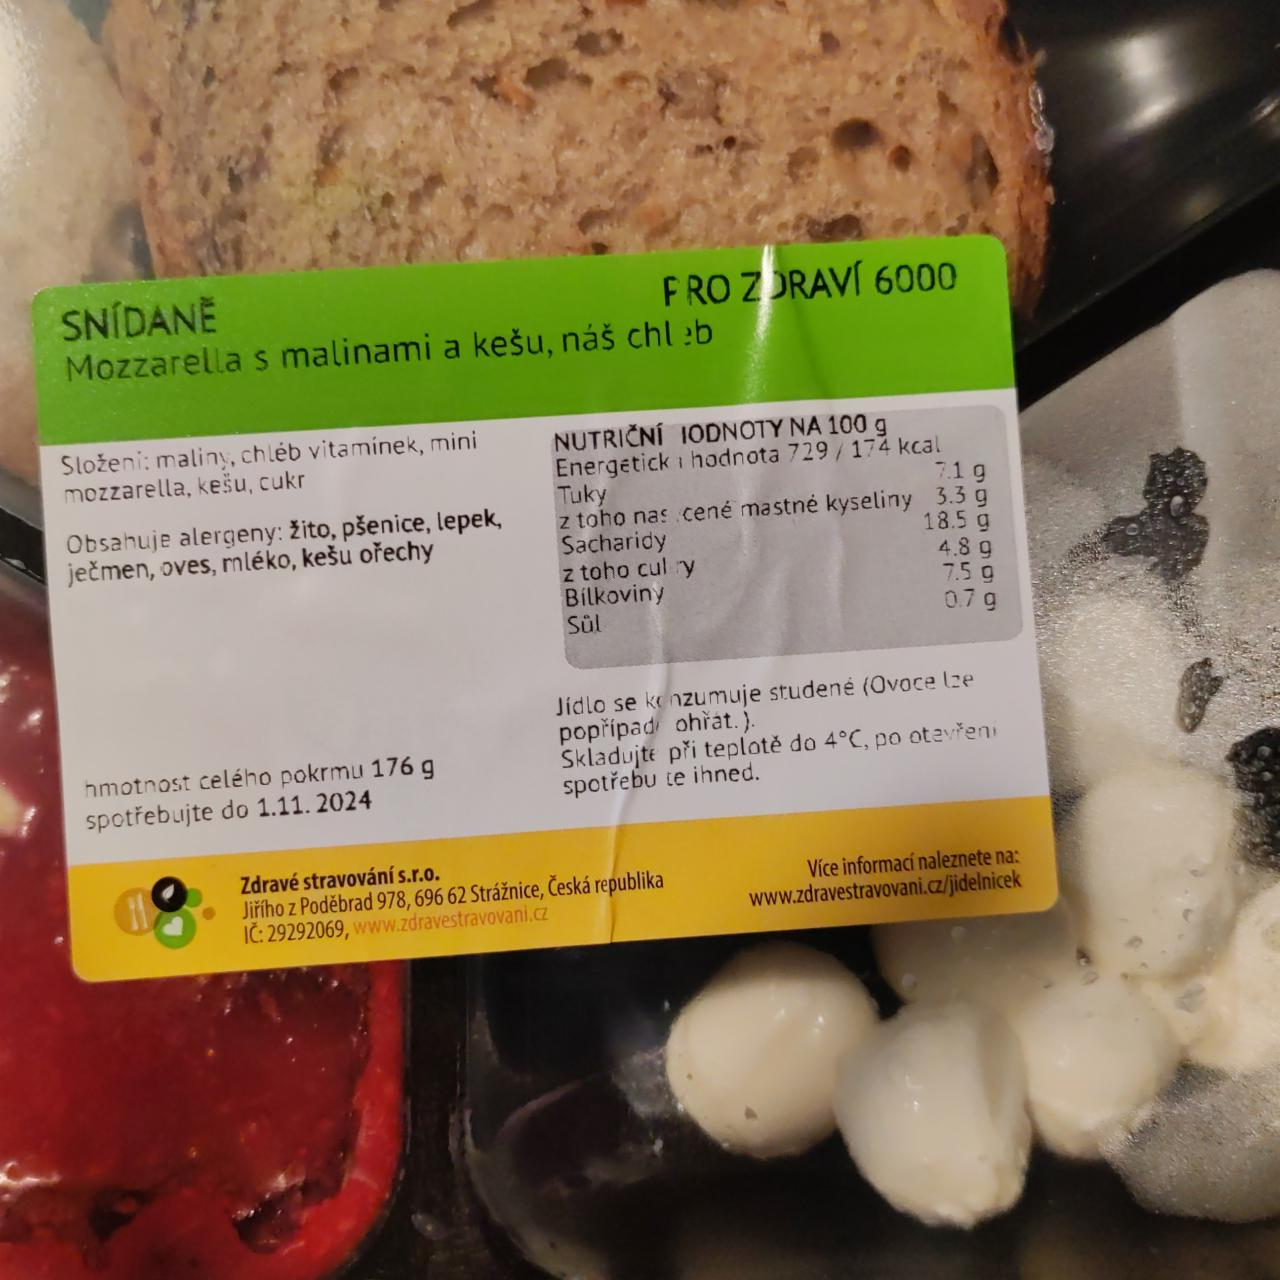 SNÍDANĚ
PRO ZDRAVÍ 6000
Mozzarella s malinami a kešu, náš chléb
Složení: maliny, chléb vitamínek, mini
mozzarella, kešu, cukr
Obsahuje alergeny: žito, pšenice, lepek,
ječmen, oves, mléko, kešu ořechy
hmotnost celého pokrmu 176 g
spotřebujte do 1.11. 2024
NUTRIČNÍ HODNOTY NA 100 g
Energetická hodnota 729 / 174 kcal
Tuky 7.1 g
z toho nasycené mastné kyseliny 3.3 g
Sacharidy 18.5 g
z toho cukry 4.8 g
Bílkoviny 7.5 g
Sůl 0.7 g
Jídlo se konzumuje studené (Ovoce lze
popřípadě ohřát.).
Skladujte při teplotě do 4°C, po otevření
spotřebujte ihned.
Zdravé stravování s.r.o.
Jiřího z Poděbrad 978, 696 62 Strážnice, Česká republika
IČ: 29292069, www.zdravestravovani.cz
Více informací naleznete na:
www.zdravestravovani.cz/jidelnicek